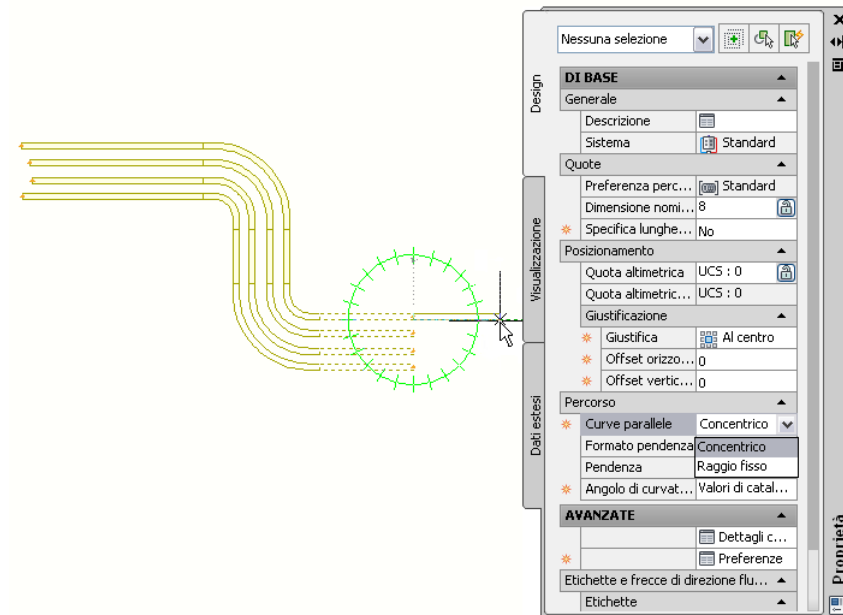 Nessuna selezione
Design
Visualizzazione
Dati estesi
Proprietà
DI BASE
Generale
Descrizione
Sistema Standard
Quote
Preferenza perc... Standard
Dimensione nomi... 8
Specifica lunghe... No
Posizionamento
Quota altimetrica UCS : 0
Quota altimetric... UCS : 0
Giustificazione
Giustifica Al centro
Offset orizzo... 0
Offset vertic... 0
Percorso
Curve parallele Concentrico
Formato pendenza Concentrico
Pendenza Raggio fisso
Angolo di curvat... Valori di catal...
AVANZATE
Dettagli c...
Preferenze
Etichette e frecce di direzione flu...
Etichette